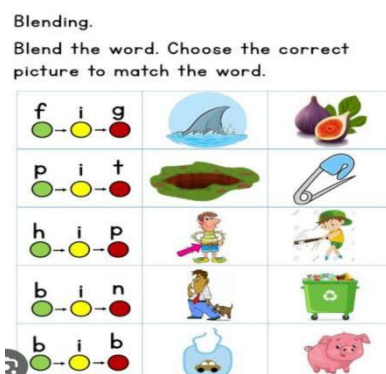 Blending.
Blend the word. Choose the correct
picture to match the word.
f i g
p i t
h i p
b i n
b i b